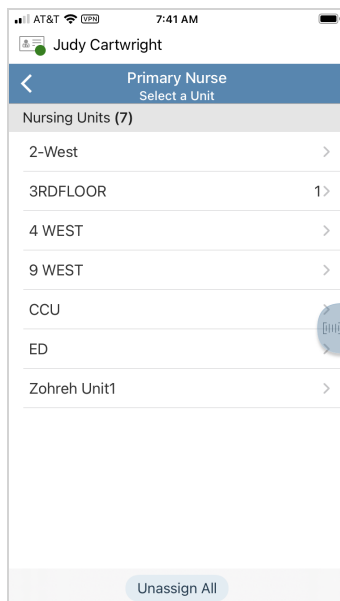 AT&T VPN 7:41 AM
Judy Cartwright
Primary Nurse
Select a Unit
Nursing Units (7)
2-West
3RDFLOOR 1
4 WEST
9 WEST
CCU
ED
Zohreh Unit1
Unassign All